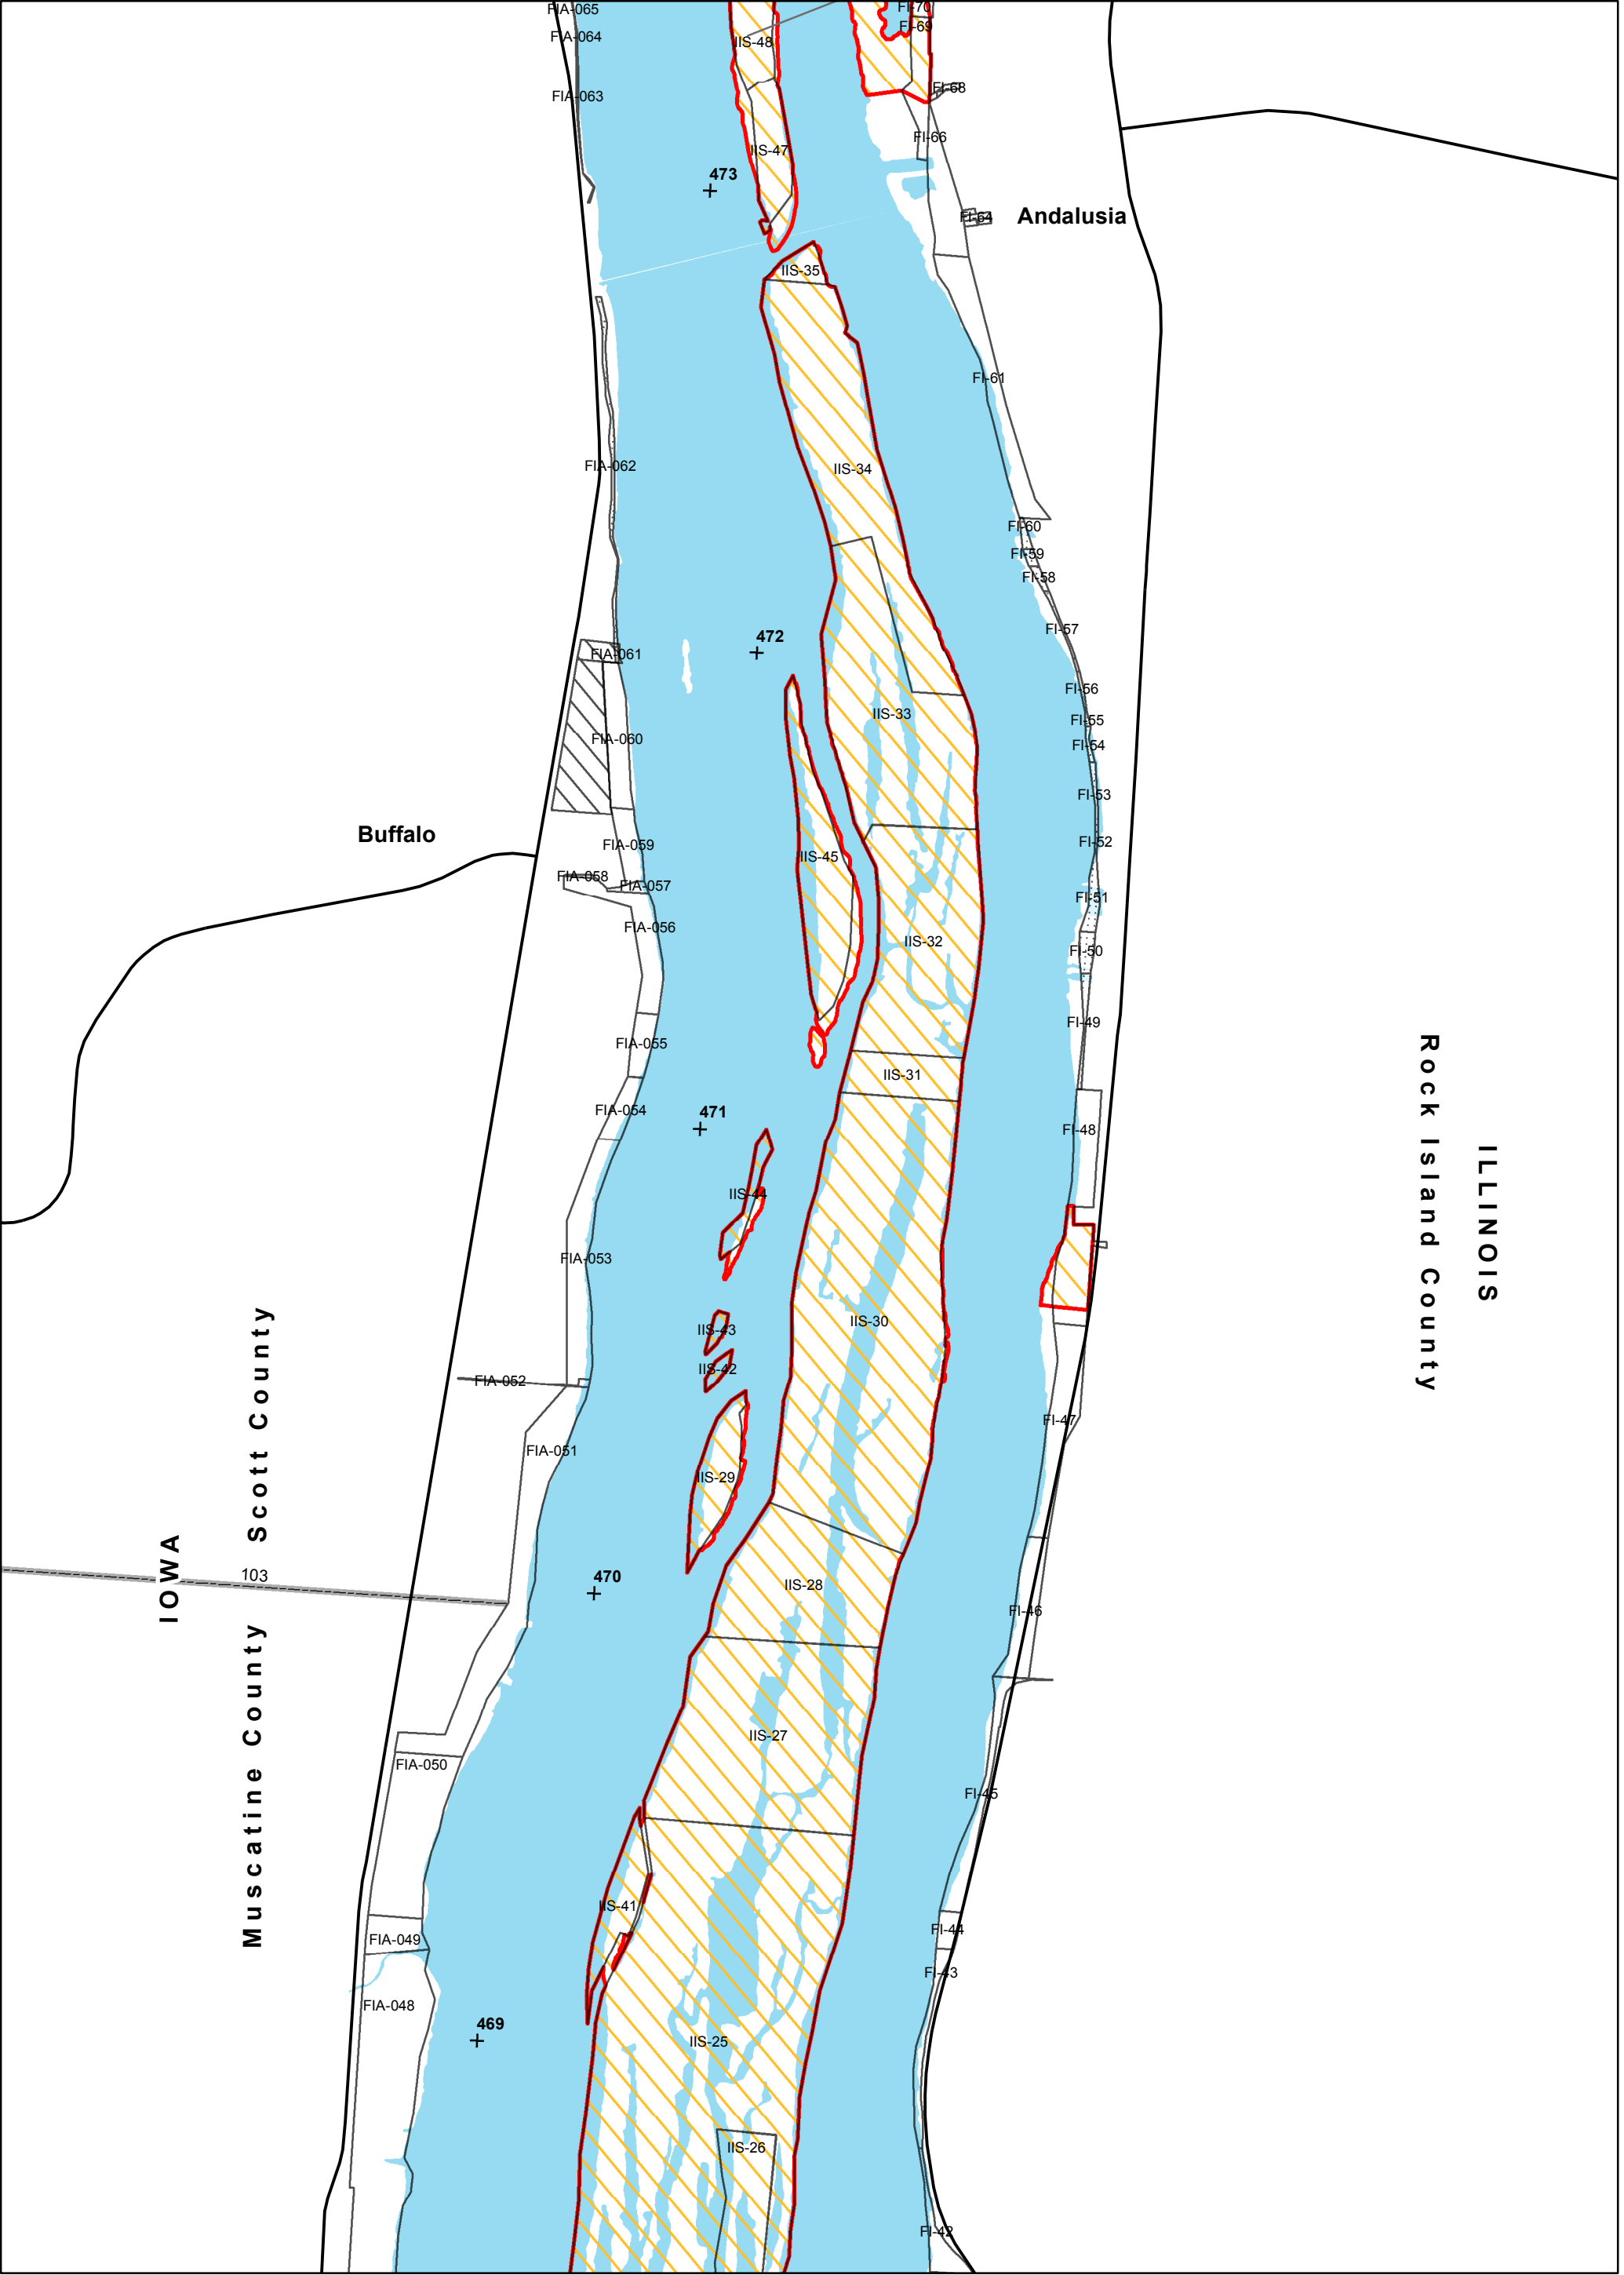 FIA-065
FI-70
FI-69
FIA-064
IIS-48
FI-68
FIA-063
FI-66
IIS-47
473
FI-64
Andalusia
IIS-35
FI-61
FIA-062
IIS-34
FI-60
FI-59
FI-58
FI-57
472
FIA-061
FI-56
IIS-33
FI-55
FIA-060
FI-54
FI-53
Buffalo
FIA-059
FI-52
IIS-45
FIA-058
FIA-057
FI-51
FIA-056
IIS-32
FI-50
FI-49
FIA-055
IIS-31
471
FIA-054
FI-48
IIS-44
Rock Island County
ILLINOIS
FIA-053
IIS-30
IIS-43
IIS-42
FIA-052
FI-47
FIA-051
IIS-29
Scott County
IOWA
103
470
IIS-28
FI-46
IIS-27
FIA-050
FI-45
Muscatine County
IIS-41
FI-44
FIA-049
FI-43
FIA-048
469
IIS-25
IIS-26
FI-42